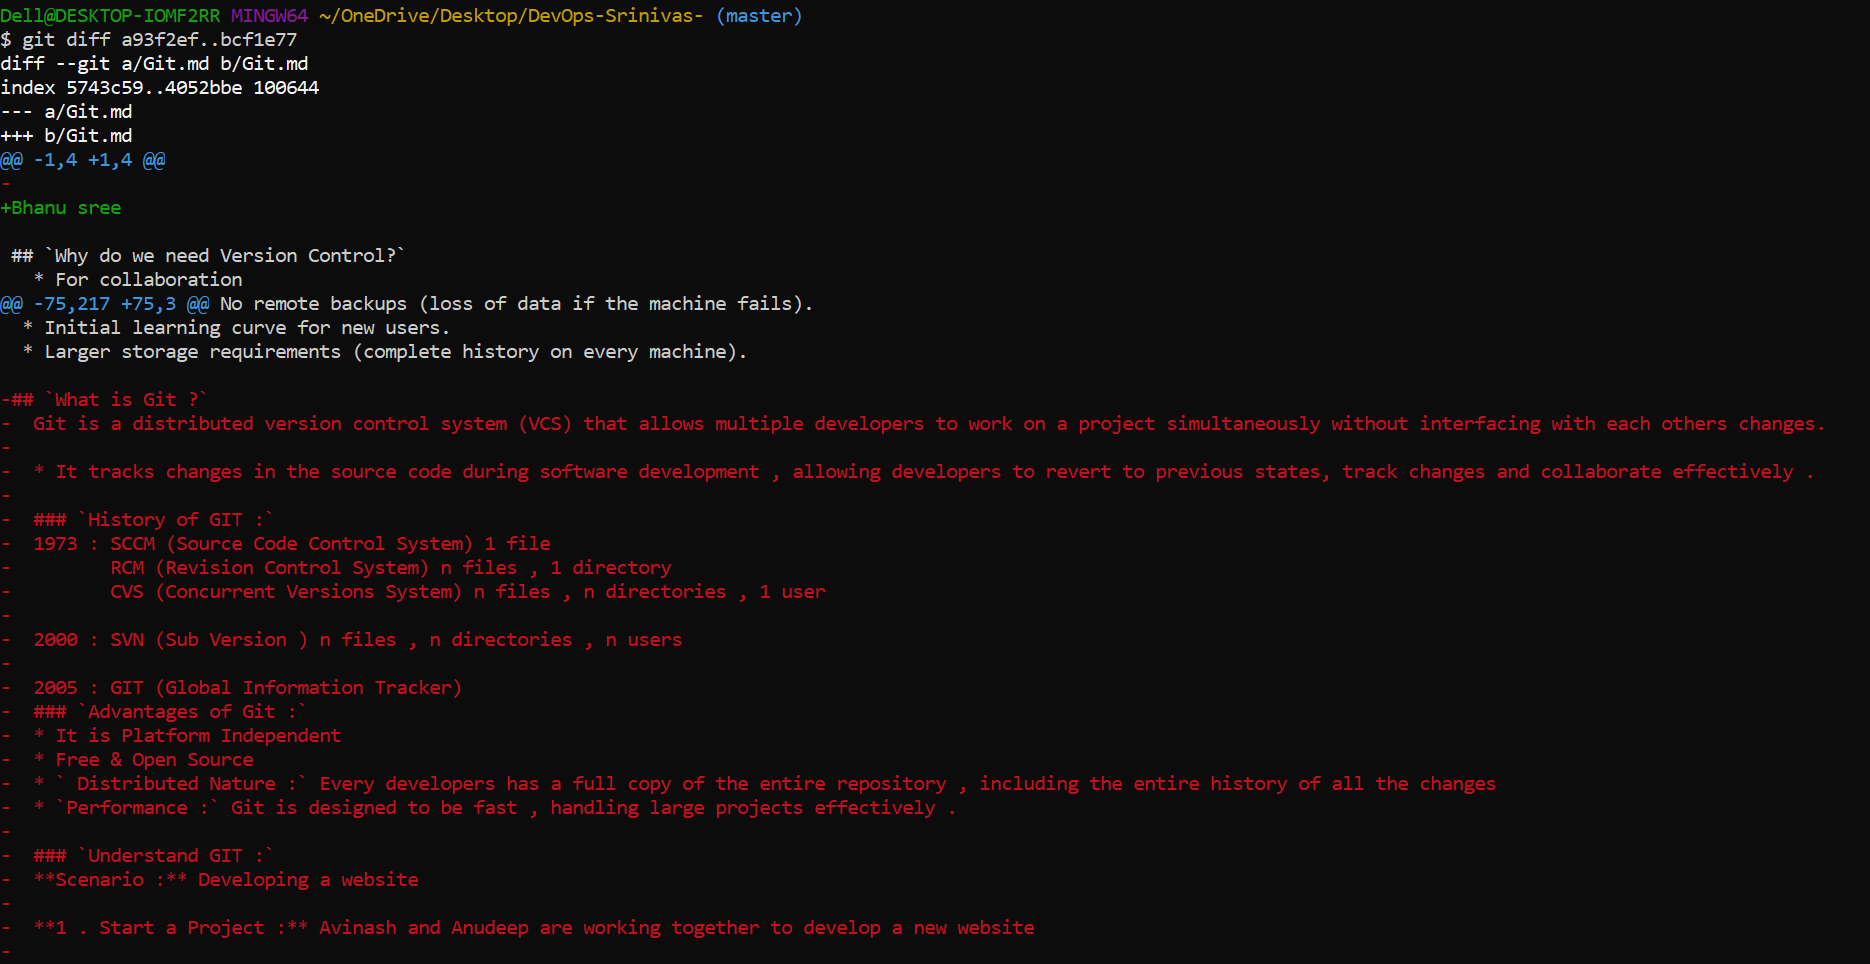 Dell@DESKTOP-IOMF2RR MINGW64 ~/OneDrive/Desktop/DevOps-Srinivas- (master)
$ git diff a93f2ef..bcf1e77
diff --git a/Git.md b/Git.md
index 5743c59..4052bbe 100644
--- a/Git.md
+++ b/Git.md
@@ -1,4 +1,4 @@
-
+Bhanu sree

 ## `Why do we need Version Control?`
   * For collaboration
@@ -75,217 +75,3 @@ No remote backups (loss of data if the machine fails).
  * Initial learning curve for new users.
  * Larger storage requirements (complete history on every machine).

-## `What is Git ?`
-  Git is a distributed version control system (VCS) that allows multiple developers to work on a project simultaneously without interfacing with each others changes.
-
-  * It tracks changes in the source code during software development , allowing developers to revert to previous states, track changes and collaborate effectively .
-
-  ### `History of GIT :`
-  1973 : SCCM (Source Code Control System) 1 file
-         RCM (Revision Control System) n files , 1 directory
-         CVS (Concurrent Versions System) n files , n directories , 1 user
-
-  2000 : SVN (Sub Version ) n files , n directories , n users
-
-  2005 : GIT (Global Information Tracker)
-  ### `Advantages of Git :`
-  * It is Platform Independent
-  * Free & Open Source
-  * ` Distributed Nature :` Every developers has a full copy of the entire repository , including the entire history of all the changes
-  * `Performance :` Git is designed to be fast , handling large projects effectively .
-
-  ### `Understand GIT :`
-  **Scenario :** Developing a website
-
-  **1 . Start a Project :** Avinash and Anudeep are working together to develop a new website
-